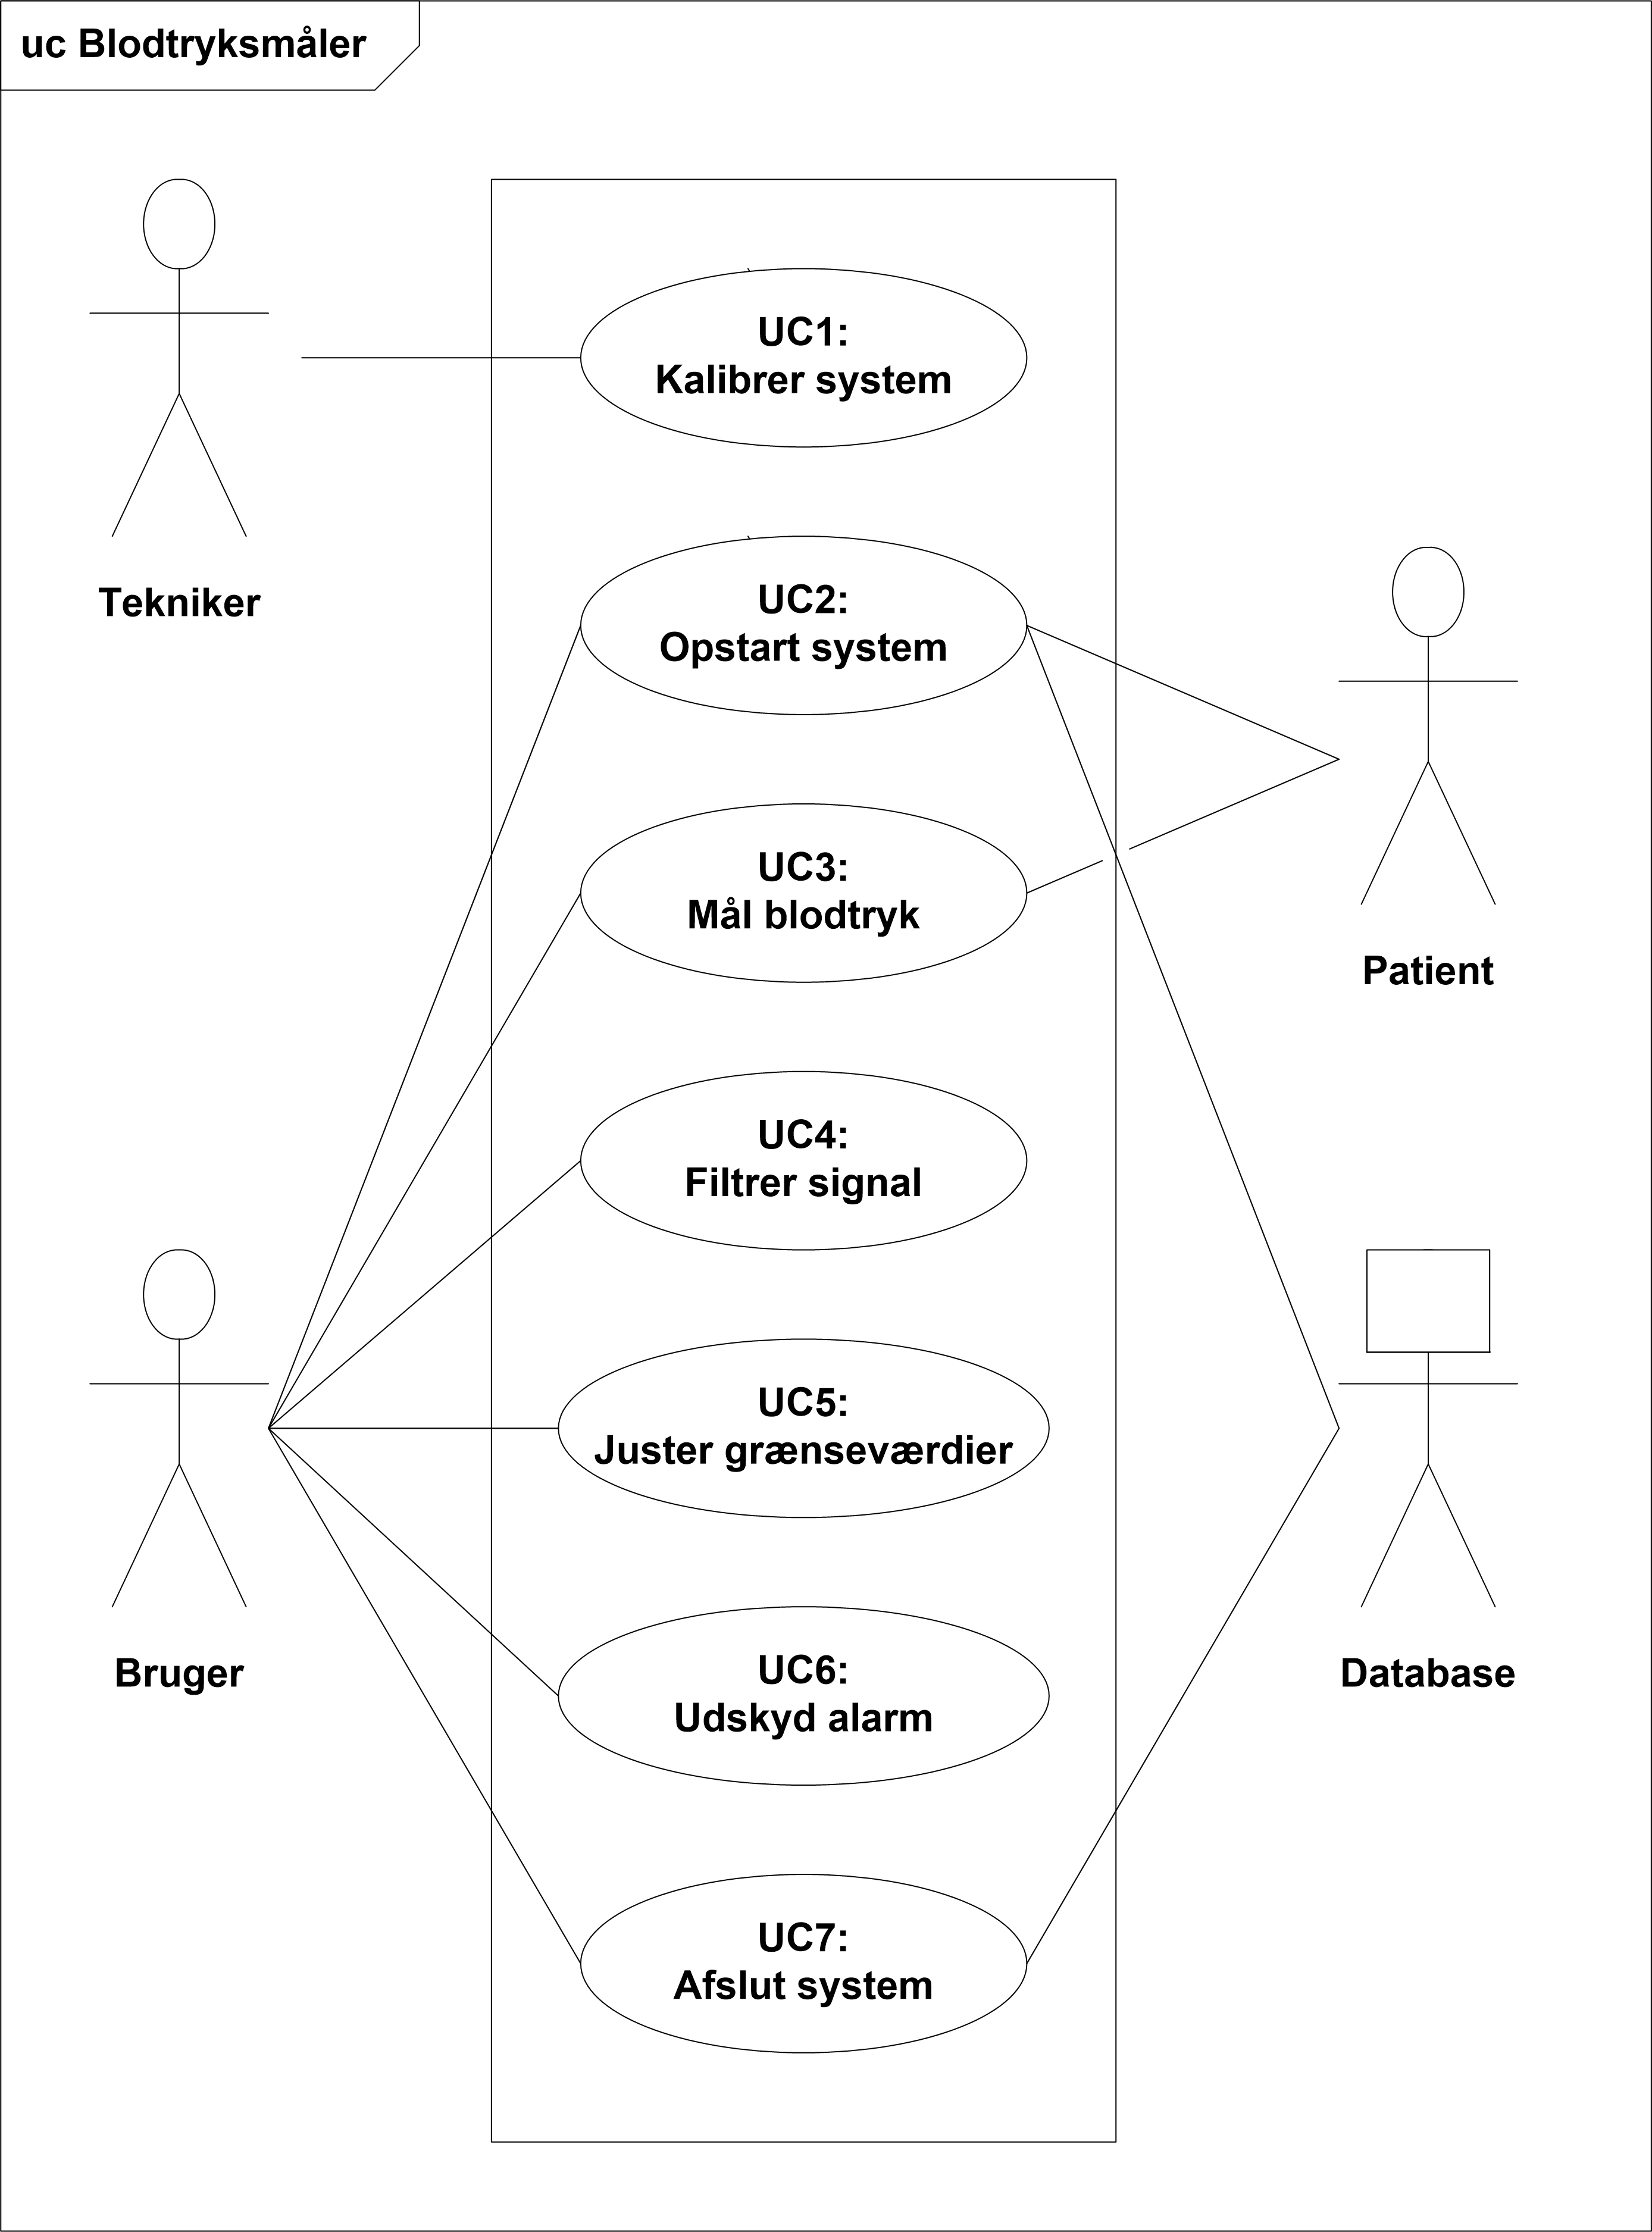 uc Blodtryksmåler
UC1:
Kalibrer system
Tekniker
UC2:
Opstart system
UC3:
Mål blodtryk
Patient
UC4:
Filtrer signal
UC5:
Juster grænseværdier
Bruger
UC6:
Udskyd alarm
Database
UC7:
Afslut system